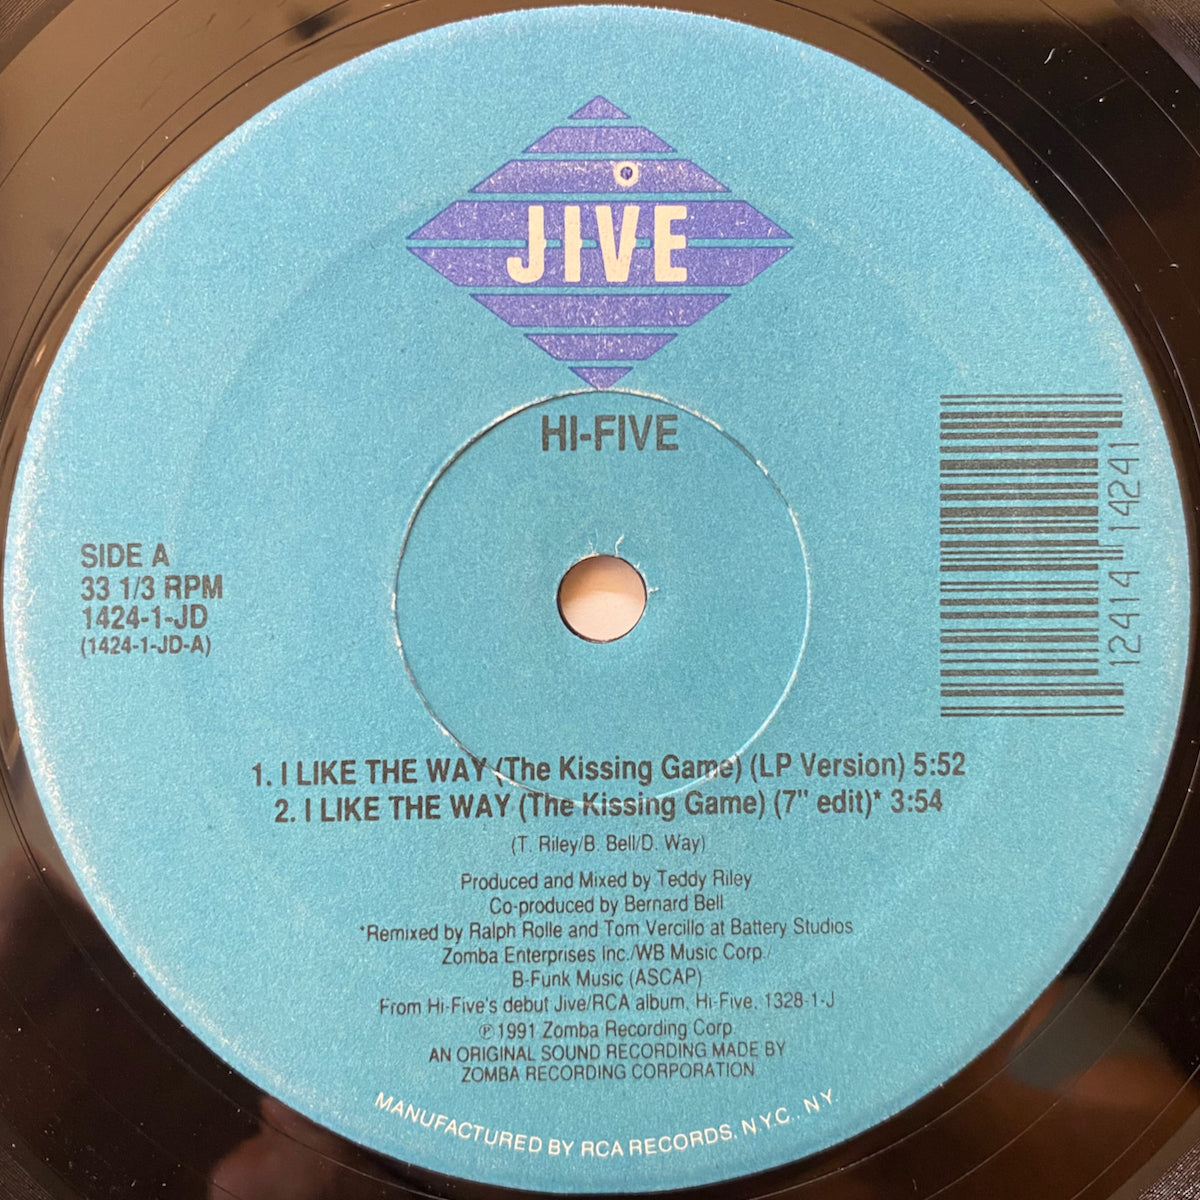 JIVE
HI-FIVE
SIDE A
33 1/3 RPM
1424-1-JD
(1424-1-JD-A)
12414 14241
1. I LIKE THE WAY (The Kissing Game) (LP Version) 5:52
2. I LIKE THE WAY (The Kissing Game) (7" edit)* 3:54
(T. Riley/B. Bell/D. Way)
Produced and Mixed by Teddy Riley
Co-produced by Bernard Bell
*Remixed by Ralph Rolle and Tom Vercillo at Battery Studios
Zomba Enterprises Inc./WB Music Corp./
B-Funk Music (ASCAP)
From Hi-Five's debut Jive/RCA album, Hi-Five, 1328-1-J
℗ 1991 Zomba Recording Corp.
AN ORIGINAL SOUND RECORDING MADE BY
ZOMBA RECORDING CORPORATION
MANUFACTURED BY RCA RECORDS, N.Y.C., N.Y.